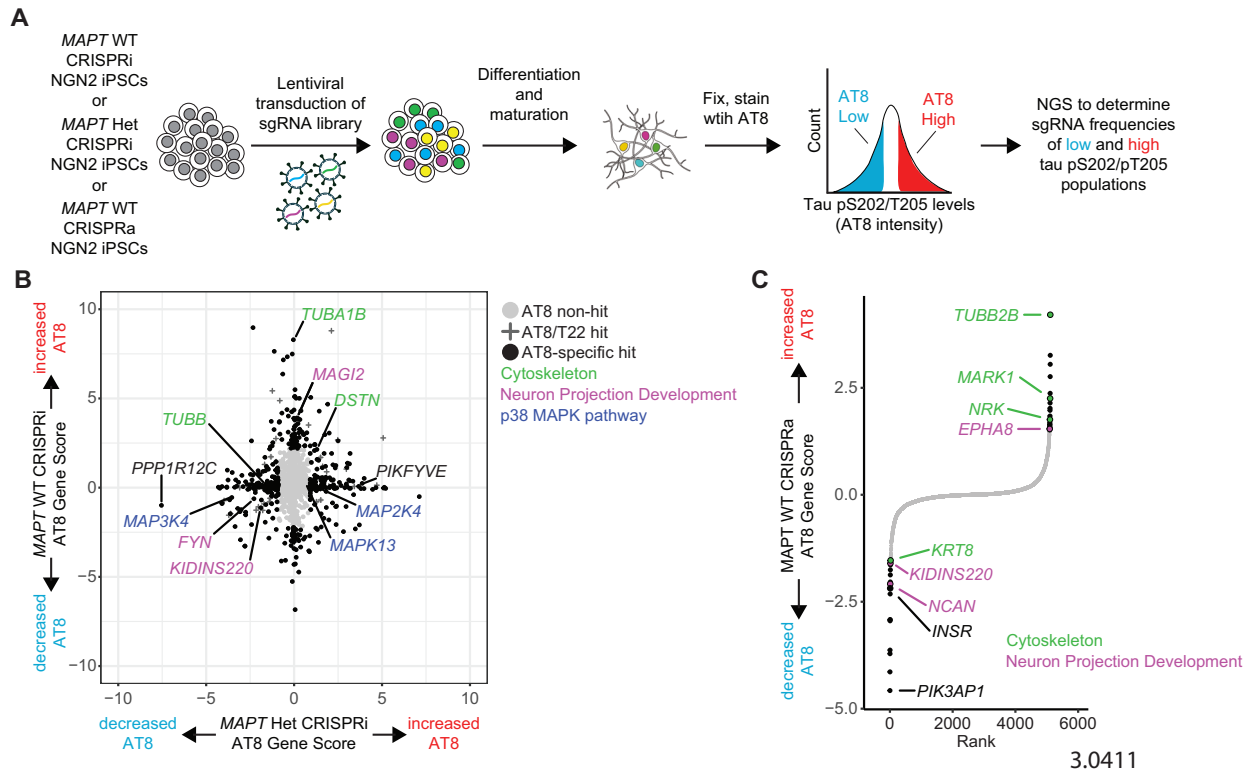 A
MAPT WT
CRISPRi
NGN2 iPSCs
or
MAPT Het
CRISPRi
NGN2 iPSCs
or
MAPT WT
CRISPRa
NGN2 iPSCs
Lentiviral
transduction of
sgRNA library
Differentiation
and
maturation
Fix, stain
wtih AT8
Count
AT8
Low
AT8
High
Tau pS202/T205 levels
(AT8 intensity)
NGS to determine
sgRNA frequencies
of low and high
tau pS202/pT205
populations
B
increased
AT8
MAPT WT CRISPRi
AT8 Gene Score
decreased
AT8
10
5
0
−5
−10
TUBA1B
MAGI2
DSTN
TUBB
PPP1R12C
PIKFYVE
MAP3K4
MAP2K4
FYN
MAPK13
KIDINS220
−10
−5
0
5
10
decreased
AT8
MAPT Het CRISPRi
AT8 Gene Score
increased
AT8
AT8 non-hit
AT8/T22 hit
AT8-specific hit
Cytoskeleton
Neuron Projection Development
p38 MAPK pathway
C
increased
AT8
MAPT WT CRISPRa
AT8 Gene Score
decreased
AT8
2.5
0.0
−2.5
−5.0
TUBB2B
MARK1
NRK
EPHA8
KRT8
KIDINS220
NCAN
INSR
PIK3AP1
Cytoskeleton
Neuron Projection Development
0
2000
4000
6000
Rank
3.0411